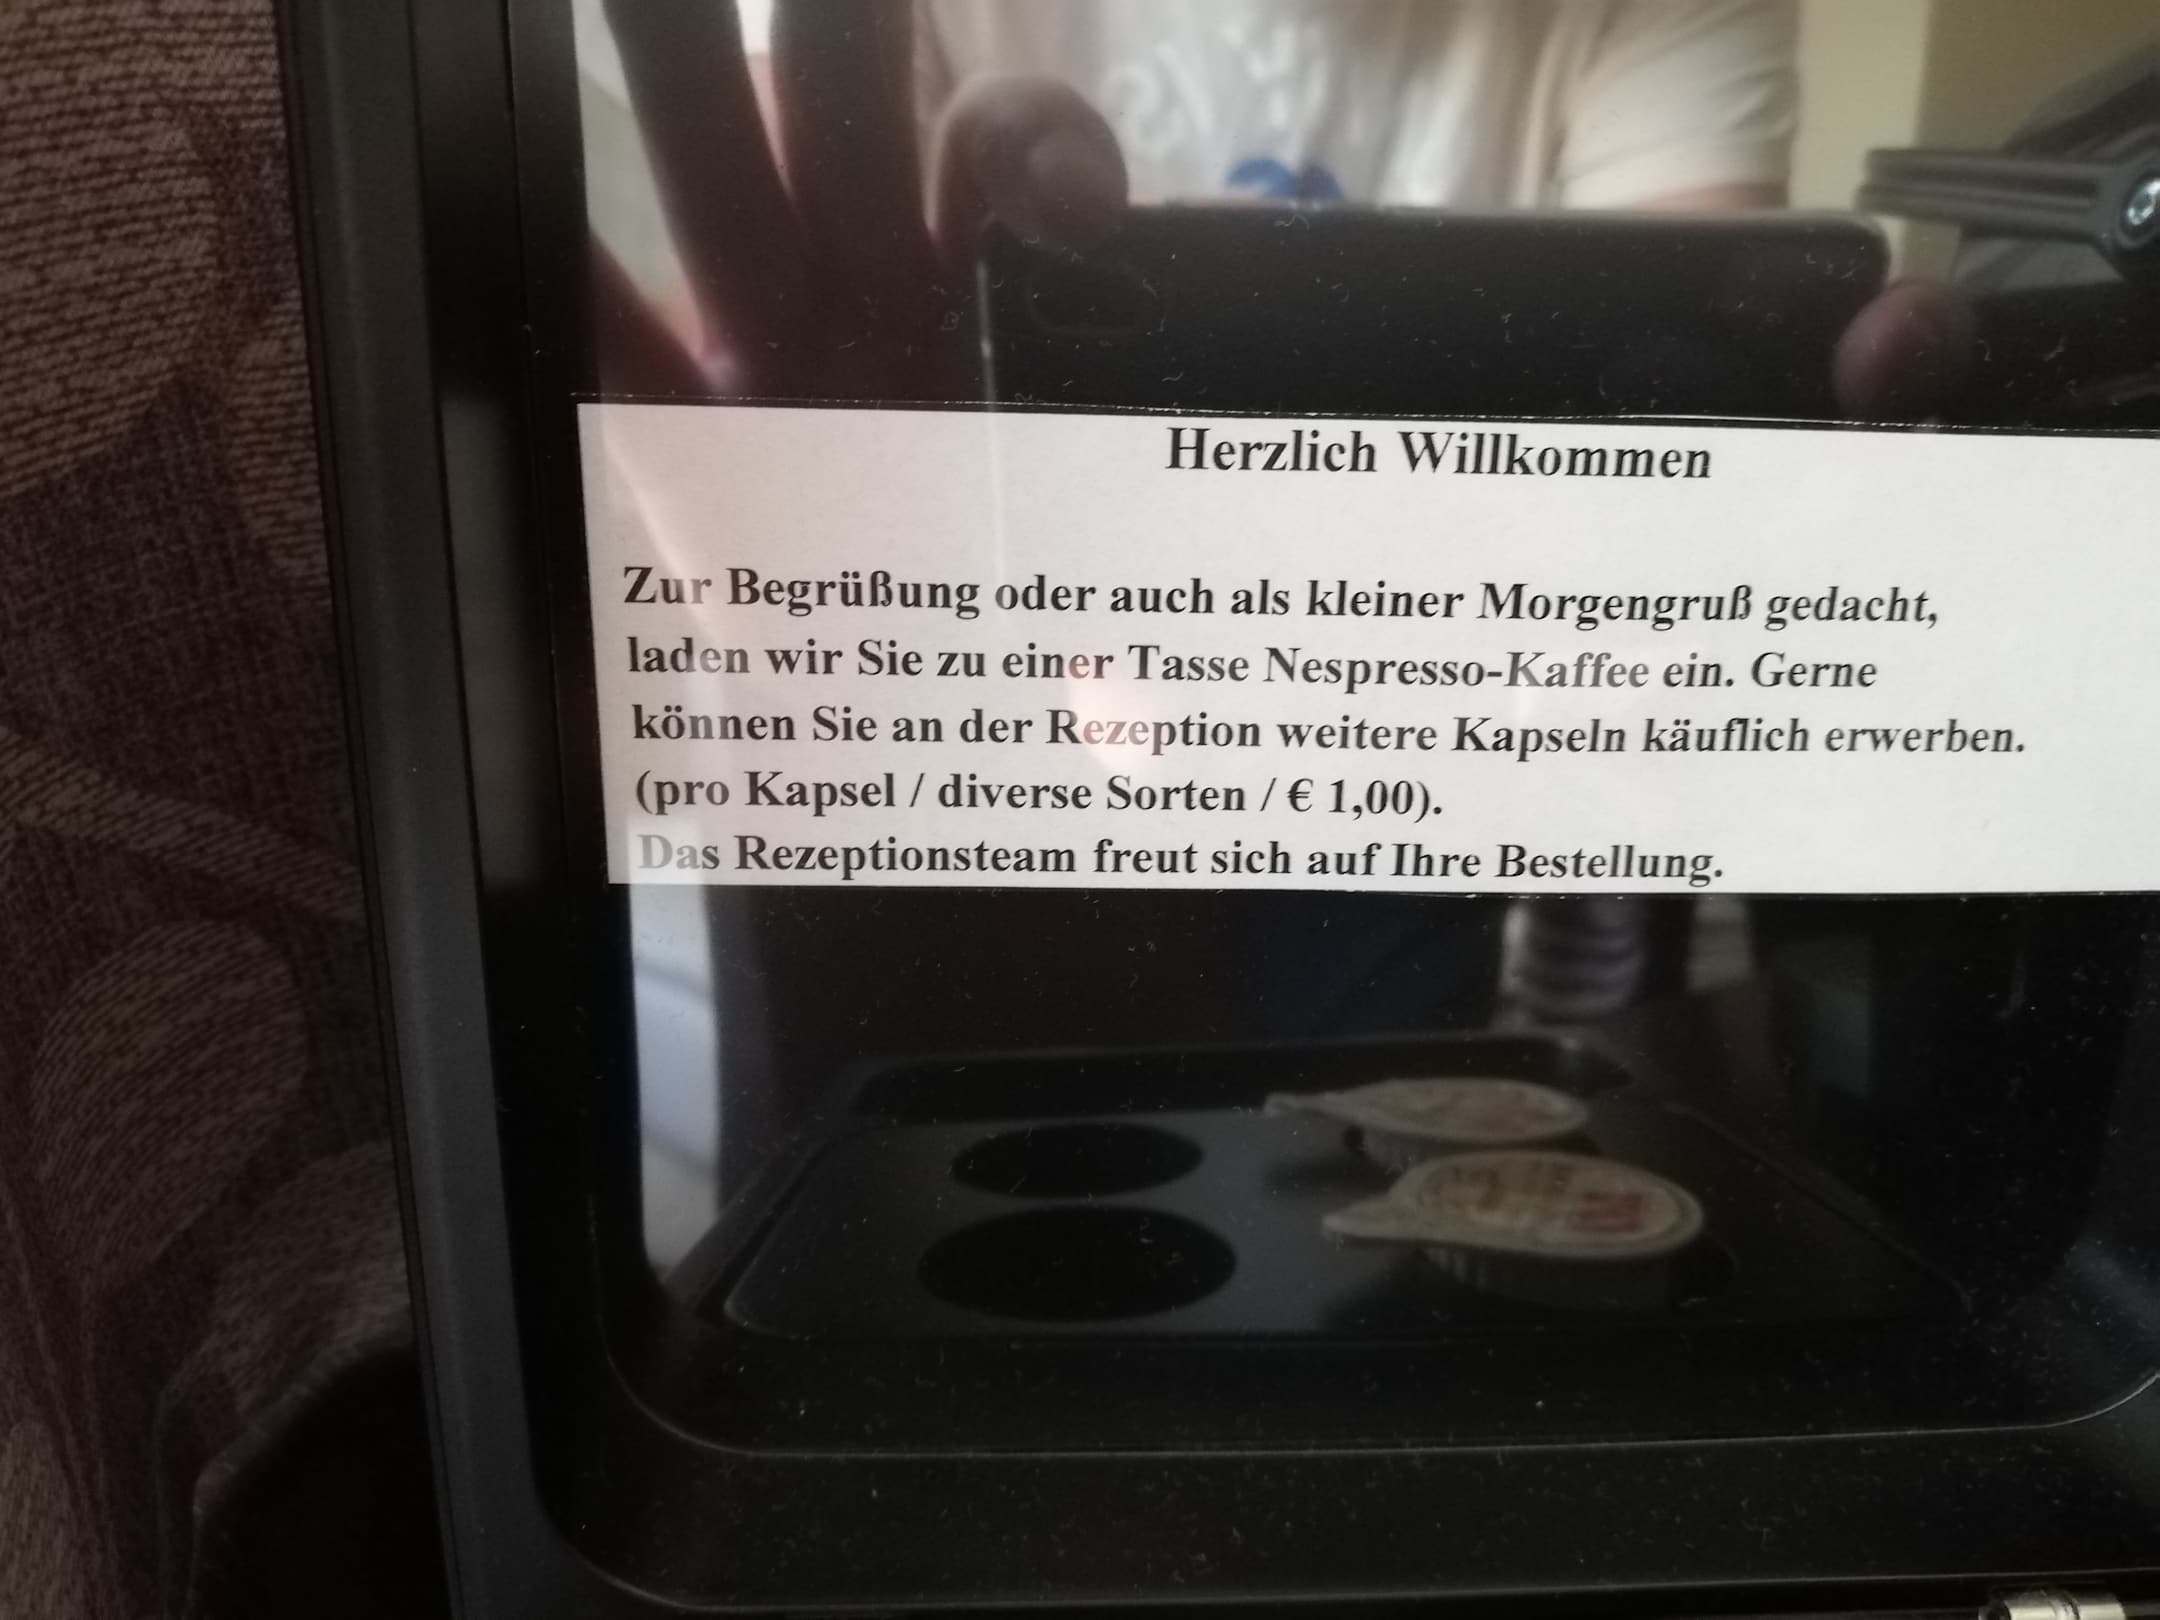 Herzlich Willkommen
Zur Begrüßung oder auch als kleiner Morgengruß gedacht,
laden wir Sie zu einer Tasse Nespresso-Kaffee ein. Gerne
können Sie an der Rezeption weitere Kapseln käuflich erwerben.
(pro Kapsel / diverse Sorten / € 1,00).
Das Rezeptionsteam freut sich auf Ihre Bestellung.